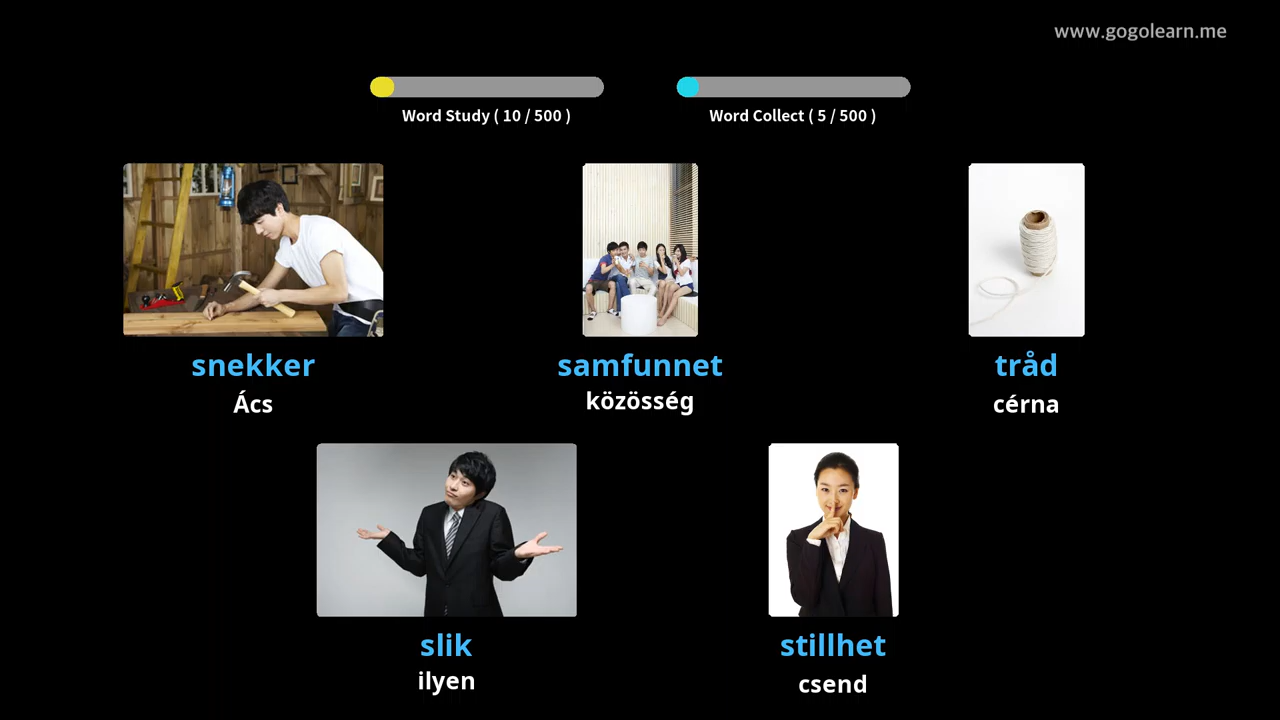 www.gogolearn.me
Word Study ( 10 / 500 )
Word Collect ( 5 / 500 )
snekker
Ács
samfunnet
közösség
tråd
cérna
slik
ilyen
stillhet
csend